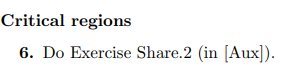 Critical regions
6. Do Exercise Share.2 (in [Aux]).